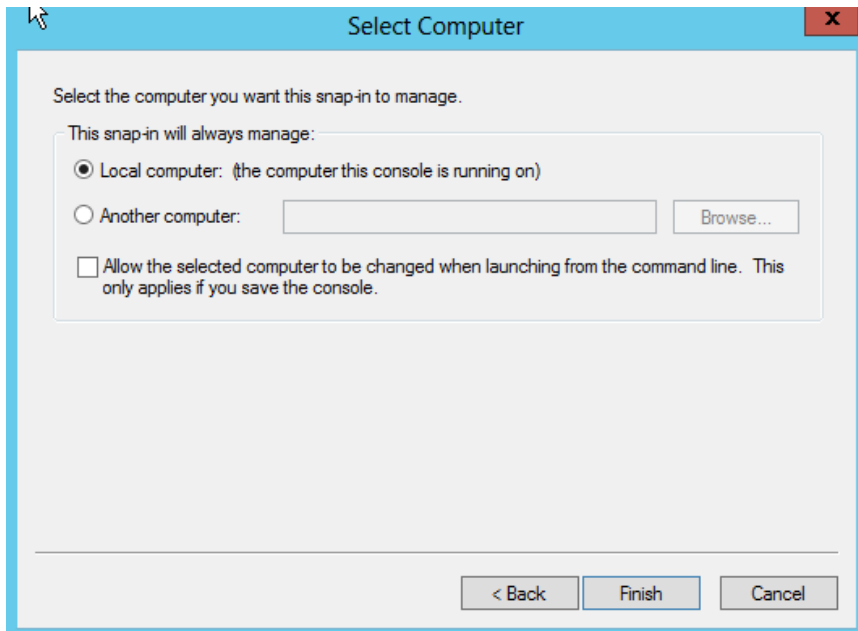 Select Computer
x
Select the computer you want this snap-in to manage.
This snap-in will always manage:
Local computer: (the computer this console is running on)
Another computer:
Browse...
Allow the selected computer to be changed when launching from the command line. This
only applies if you save the console.
< Back
Finish
Cancel